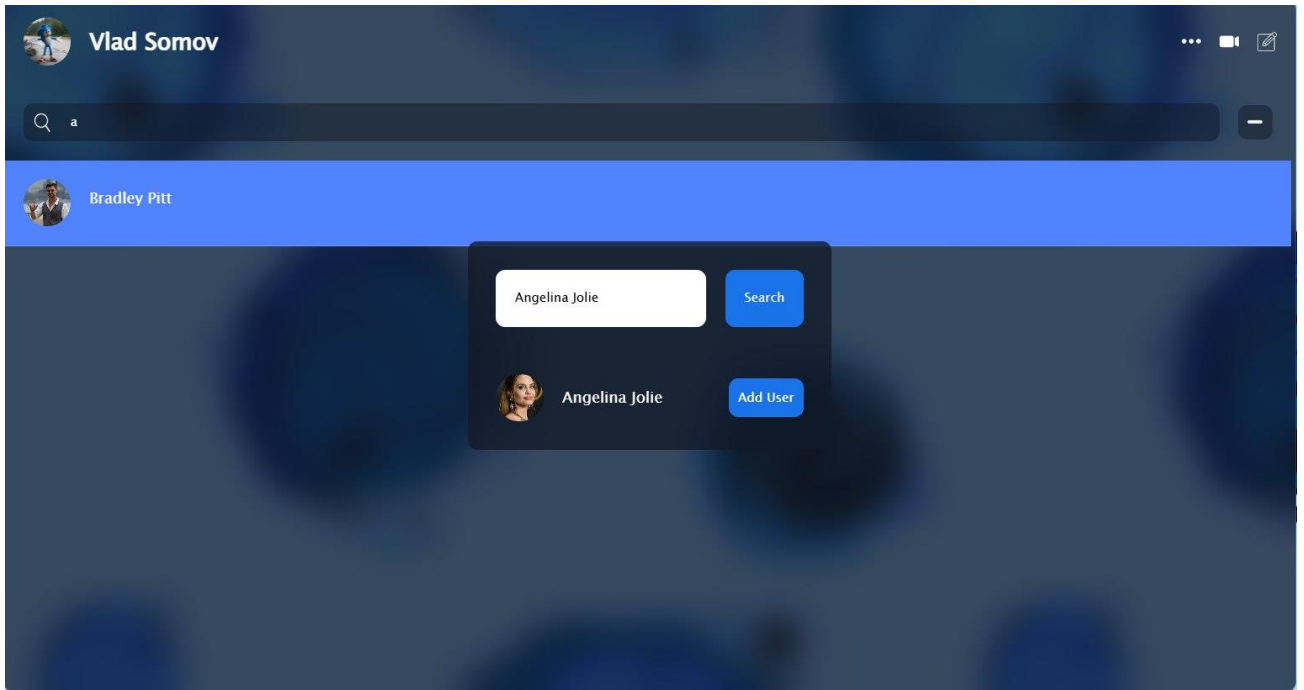 Vlad Somov
a
Bradley Pitt
Angelina Jolie
Search
Angelina Jolie
Add User